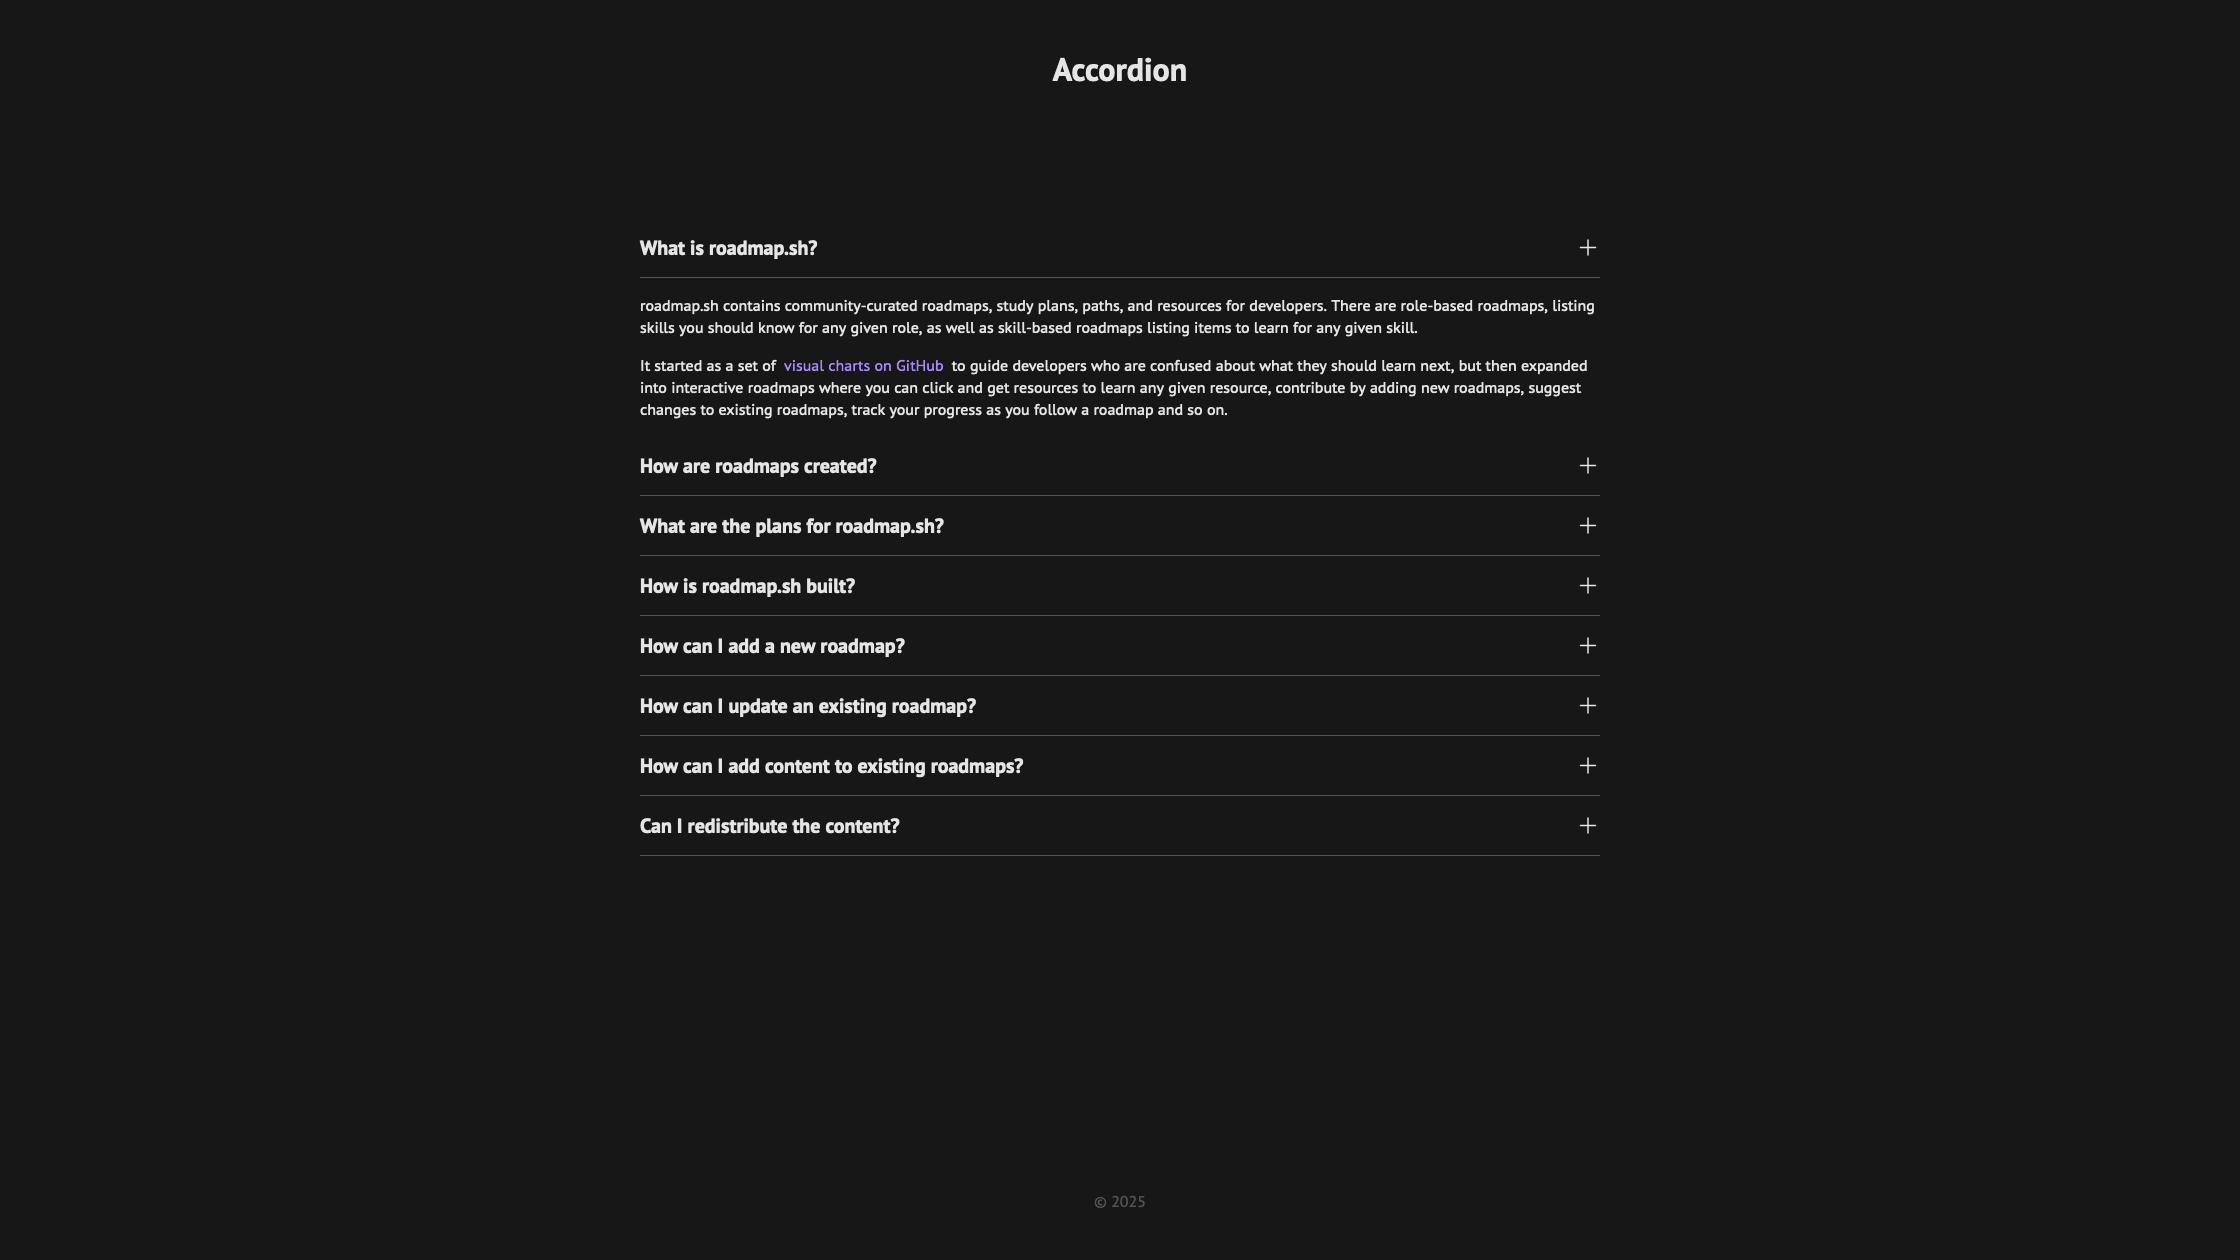 Accordion
What is roadmap.sh?
roadmap.sh contains community-curated roadmaps, study plans, paths, and resources for developers. There are role-based roadmaps, listing
skills you should know for any given role, as well as skill-based roadmaps listing items to learn for any given skill.
It started as a set of visual charts on GitHub to guide developers who are confused about what they should learn next, but then expanded
into interactive roadmaps where you can click and get resources to learn any given resource, contribute by adding new roadmaps, suggest
changes to existing roadmaps, track your progress as you follow a roadmap and so on.
How are roadmaps created?
What are the plans for roadmap.sh?
How is roadmap.sh built?
How can I add a new roadmap?
How can I update an existing roadmap?
How can I add content to existing roadmaps?
Can I redistribute the content?
© 2025